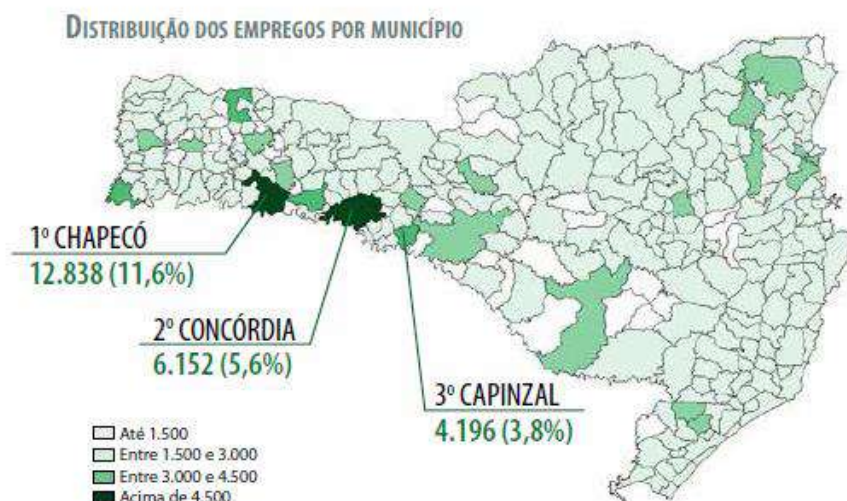 DISTRIBUIÇÃO DOS EMPREGOS POR MUNICÍPIO
1º CHAPECÓ
12.838 (11,6%)
2º CONCÓRDIA
6.152 (5,6%)
3º CAPINZAL
4.196 (3,8%)
Até 1.500
Entre 1.500 e 3.000
Entre 3.000 e 4.500
Acima de 4.500